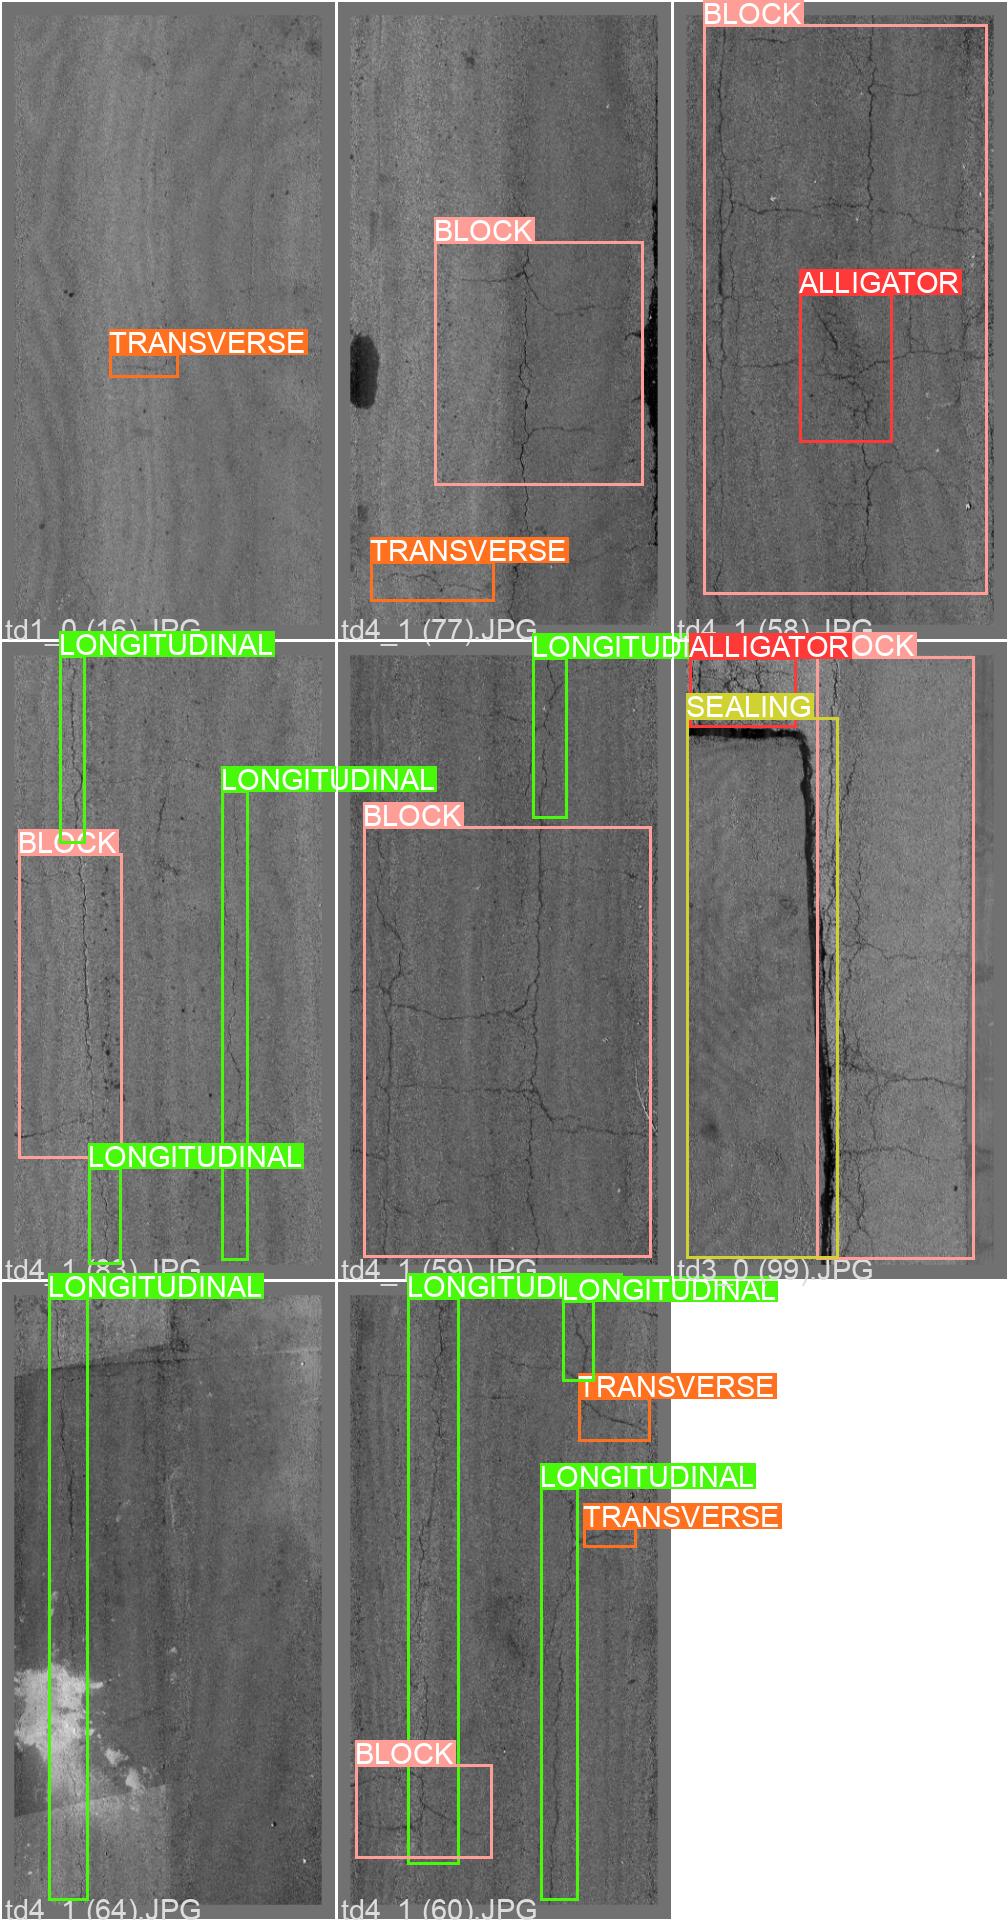 TRANSVERSE
td1_0 (16).JPG
BLOCK
TRANSVERSE
td4_1 (77).JPG
BLOCK
ALLIGATOR
td4_1 (58).JPG
LONGITUDINAL
LONGITUDINAL
BLOCK
LONGITUDINAL
td4_1 (83).JPG
LONGITUDI
BLOCK
td4_1 (59).JPG
ALLIGATOR
OCK
SEALING
td3_0 (99).JPG
LONGITUDINAL
td4_1 (64).JPG
LONGITUDI
LONGITUDINAL
TRANSVERSE
LONGITUDINAL
TRANSVERSE
BLOCK
td4_1 (60).JPG